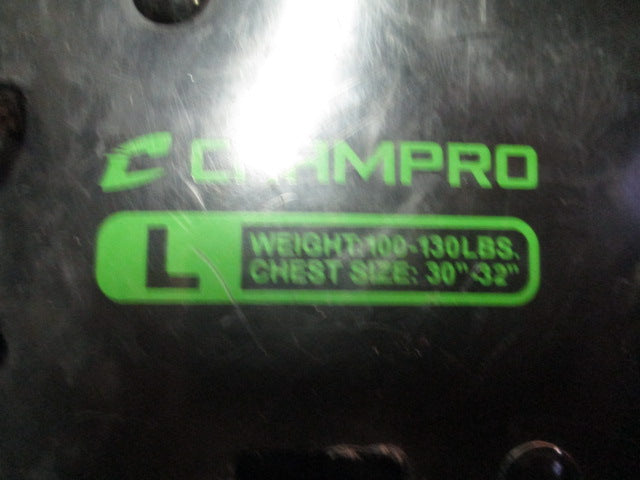 CHAMPRO
L
WEIGHT: 100-130LBS.
CHEST SIZE: 30"-32"